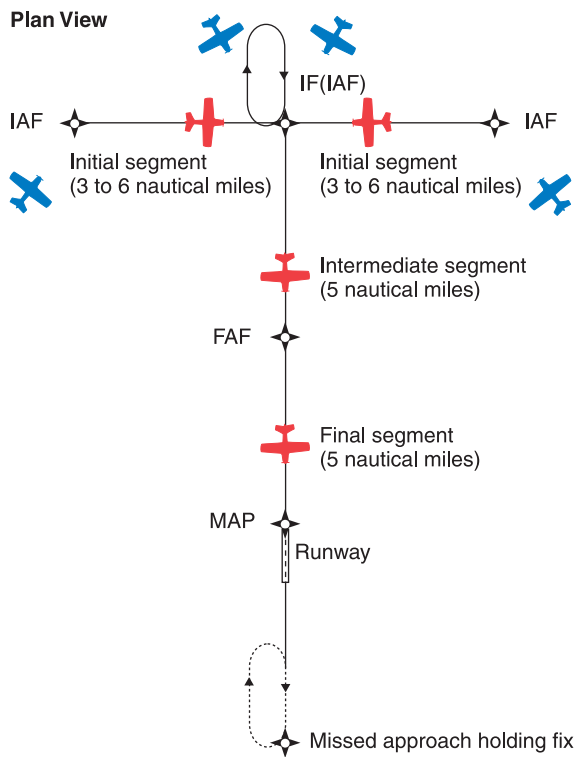 Plan View
IF(IAF)
IAF
IAF
Initial segment
(3 to 6 nautical miles)
Initial segment
(3 to 6 nautical miles)
Intermediate segment
(5 nautical miles)
FAF
Final segment
(5 nautical miles)
MAP
Runway
Missed approach holding fix